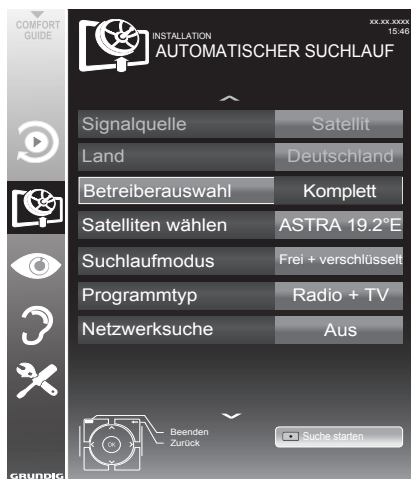 COMFORT
GUIDE
INSTALLATION
AUTOMATISCHER SUCHLAUF
xx.xx.xxxx
15:46
Signalquelle Satellit
Land Deutschland
Betreiberauswahl Komplett
Satelliten wählen ASTRA 19.2°E
Suchlaufmodus Frei + verschlüsselt
Programmtyp Radio + TV
Netzwerksuche Aus
OK
Beenden
Zurück
Suche starten
GRUNDIG